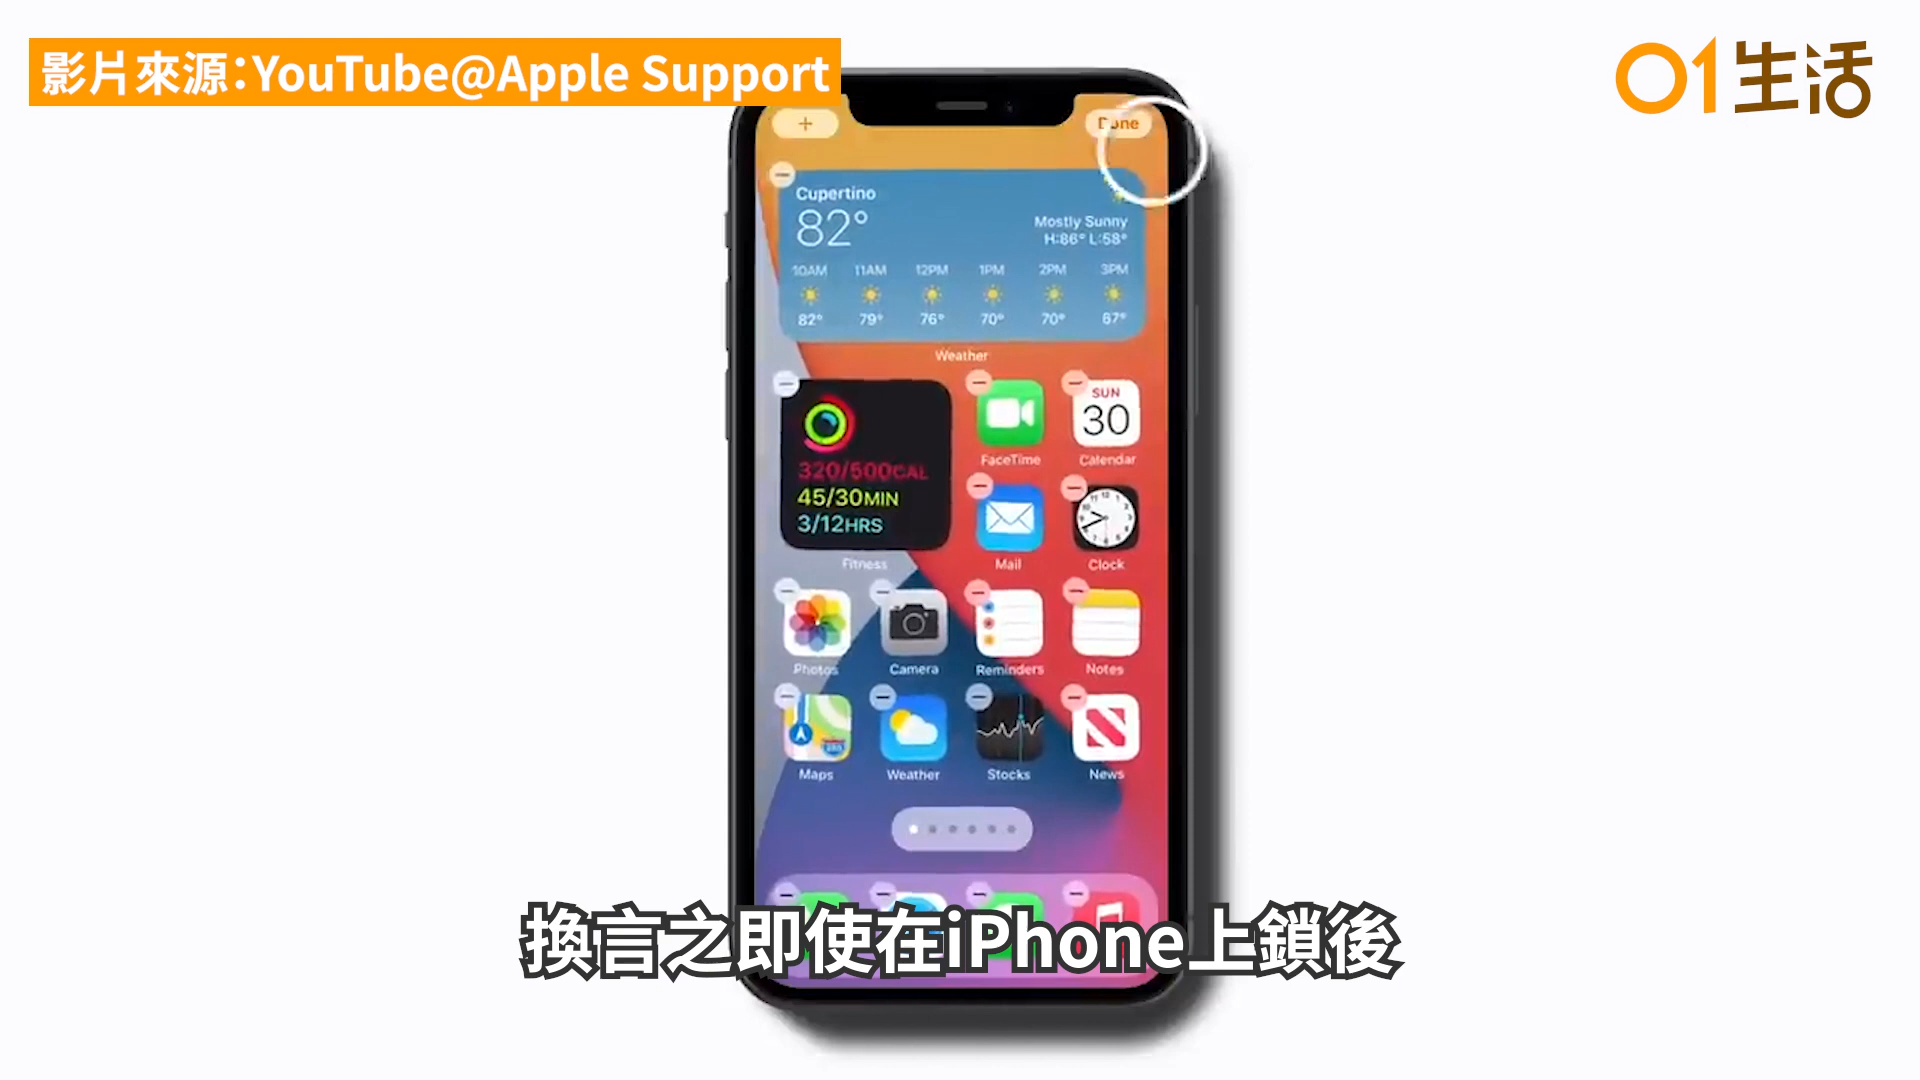 影片來源：YouTube@Apple Support
01生活
+
Done
Cupertino
82°
Mostly Sunny
H:86° L:58°
10AM 11AM 12PM 1PM 2PM 3PM
82° 79° 76° 70° 70° 67°
Weather
320/500CAL
45/30MIN
3/12HRS
Fitness
SUN
30
FaceTime Calendar
Mail Clock
Photos Camera Reminders Notes
Maps Weather Stocks News
換言之即使在iPhone上鎖後